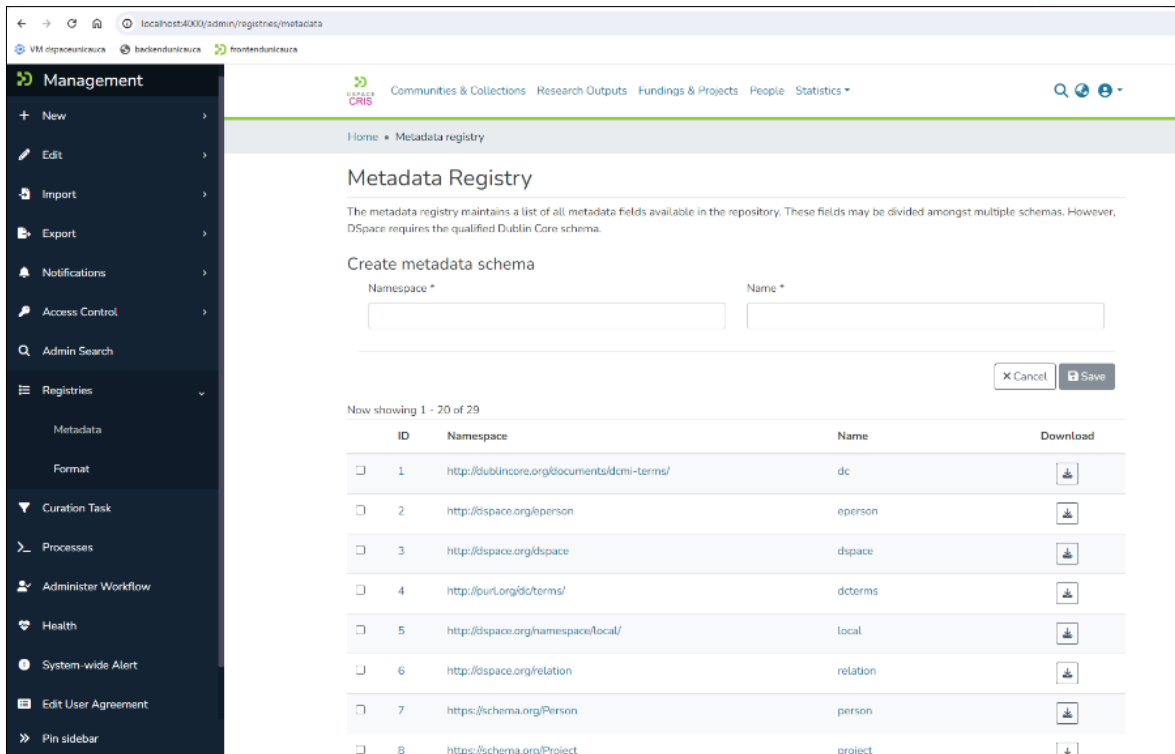 localhost:4000/admin/registries/metadata
VM dspaceunicauca backendunicauca frontendunicauca
Management
New
Edit
Import
Export
Notifications
Access Control
Admin Search
Registries
Metadata
Format
Curation Task
Processes
Administer Workflow
Health
System-wide Alert
Edit User Agreement
Pin sidebar
DSPACE
CRIS
Communities & Collections Research Outputs Fundings & Projects People Statistics
Home • Metadata registry
Metadata Registry
The metadata registry maintains a list of all metadata fields available in the repository. These fields may be divided amongst multiple schemas. However,
DSpace requires the qualified Dublin Core schema.
Create metadata schema
Namespace * Name *
Cancel Save
Now showing 1 - 20 of 29
ID Namespace Name Download
1 http://dublincore.org/documents/dcmi-terms/ dc
2 http://dspace.org/eperson eperson
3 http://dspace.org/dspace dspace
4 http://purl.org/dc/terms/ dcterms
5 http://dspace.org/namespace/local/ local
6 http://dspace.org/relation relation
7 https://schema.org/Person person
8 https://schema.org/Project project